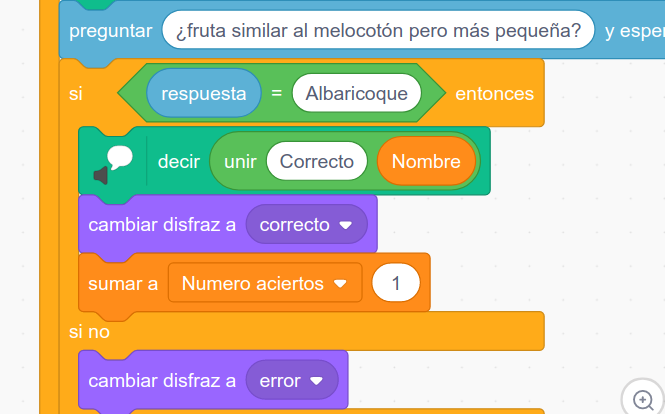 preguntar ¿fruta similar al melocotón pero más pequeña? y esper
si respuesta = Albaricoque entonces
decir unir Correcto Nombre
cambiar disfraz a correcto
sumar a Numero aciertos 1
si no
cambiar disfraz a error